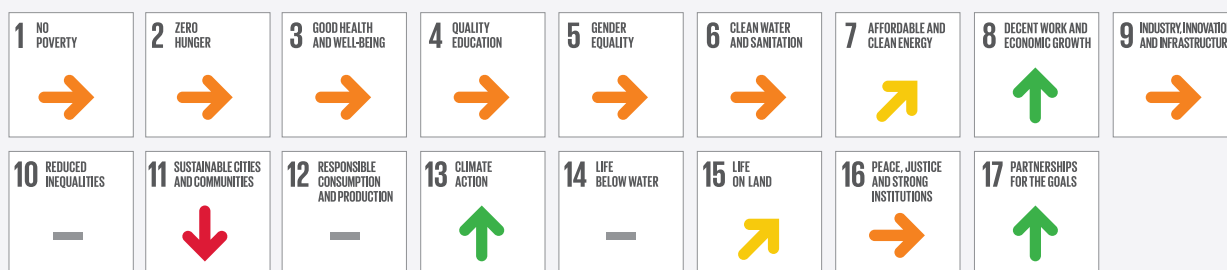 1 NO
POVERTY
2 ZERO
HUNGER
3 GOOD HEALTH
AND WELL-BEING
4 QUALITY
EDUCATION
5 GENDER
EQUALITY
6 CLEAN WATER
AND SANITATION
7 AFFORDABLE AND
CLEAN ENERGY
8 DECENT WORK AND
ECONOMIC GROWTH
9 INDUSTRY, INNOVATIO
AND INFRASTRUCTUR
10 REDUCED
INEQUALITIES
11 SUSTAINABLE CITIES
AND COMMUNITIES
12 RESPONSIBLE
CONSUMPTION
AND PRODUCTION
13 CLIMATE
ACTION
14 LIFE
BELOW WATER
15 LIFE
ON LAND
16 PEACE, JUSTICE
AND STRONG
INSTITUTIONS
17 PARTNERSHIPS
FOR THE GOALS